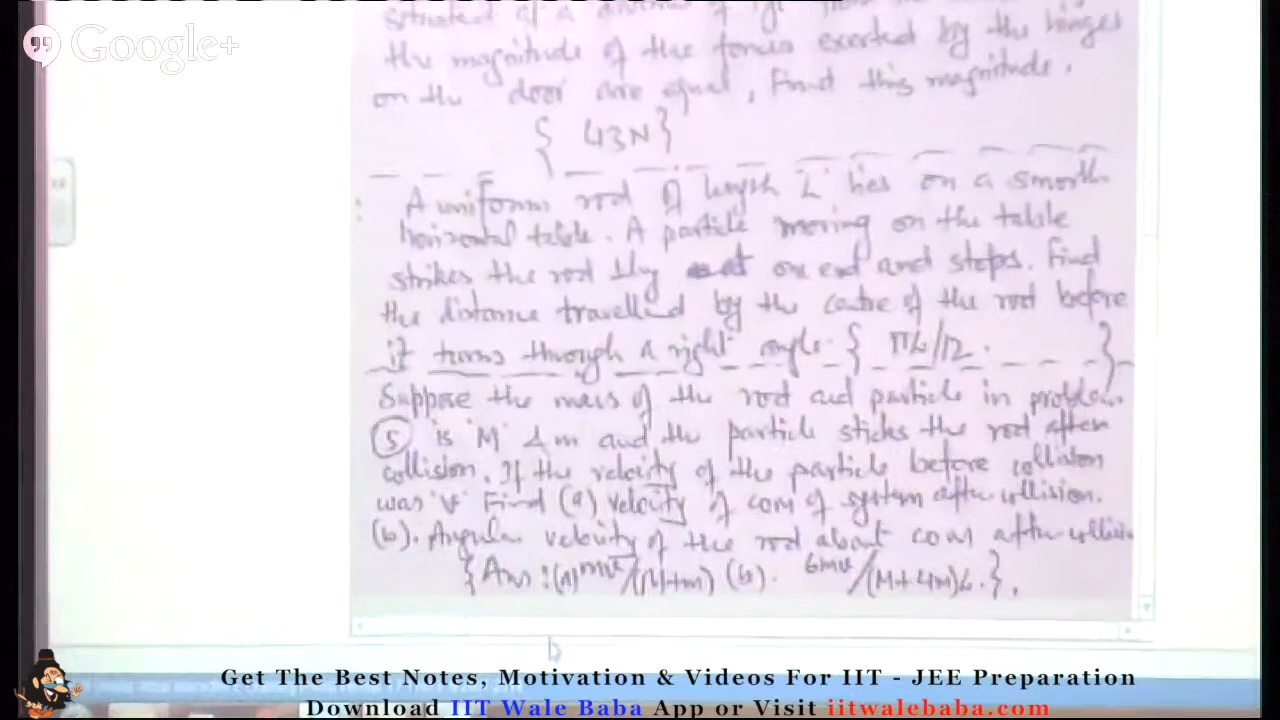 Google+
situated at a distance of
the magnitude of the forces exerted by the hinges
on the door are equal, Find this magnitude.
{ 43N }
A uniform rod of length L lies on a smooth
horizontal table. A particle moving on the table
strikes the rod at on end and stops. Find
the distance travelled by the centre of the rod before
it turns through a right angle. { πL/12. }
Suppose the mass of the rod and particle in problem
(5) is 'M' & m and the particle sticks the rod after
collision. If the velocity of the particle before collision
was 'v' Find (a) velocity of com of system after collision.
(b). Angular velocity of the rod about com after collision
{Ans: (a) mv/(M+m) (b). 6mv/(M+4m)L.}.
Get The Best Notes, Motivation & Videos For IIT - JEE Preparation
Download IIT Wale Baba App or Visit iitwalebaba.com